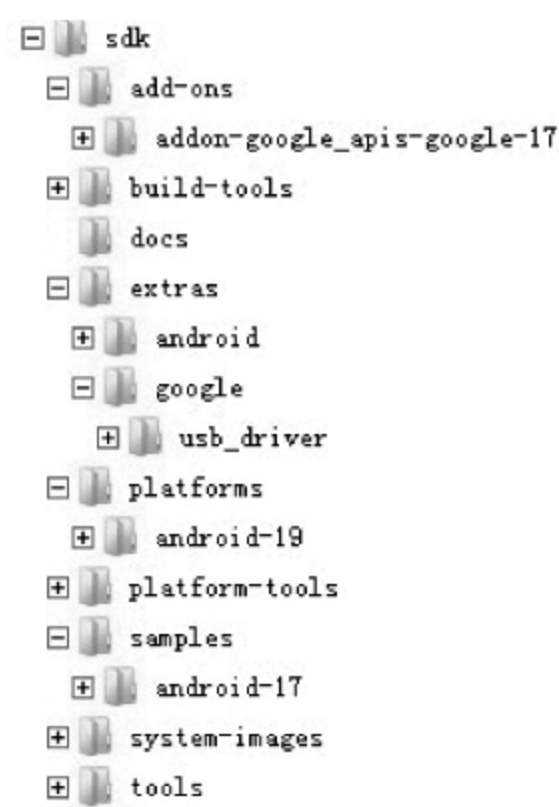 sdk
add-ons
addon-google_apis-google-17
build-tools
docs
extras
android
google
usb_driver
platforms
android-19
platform-tools
samples
android-17
system-images
tools